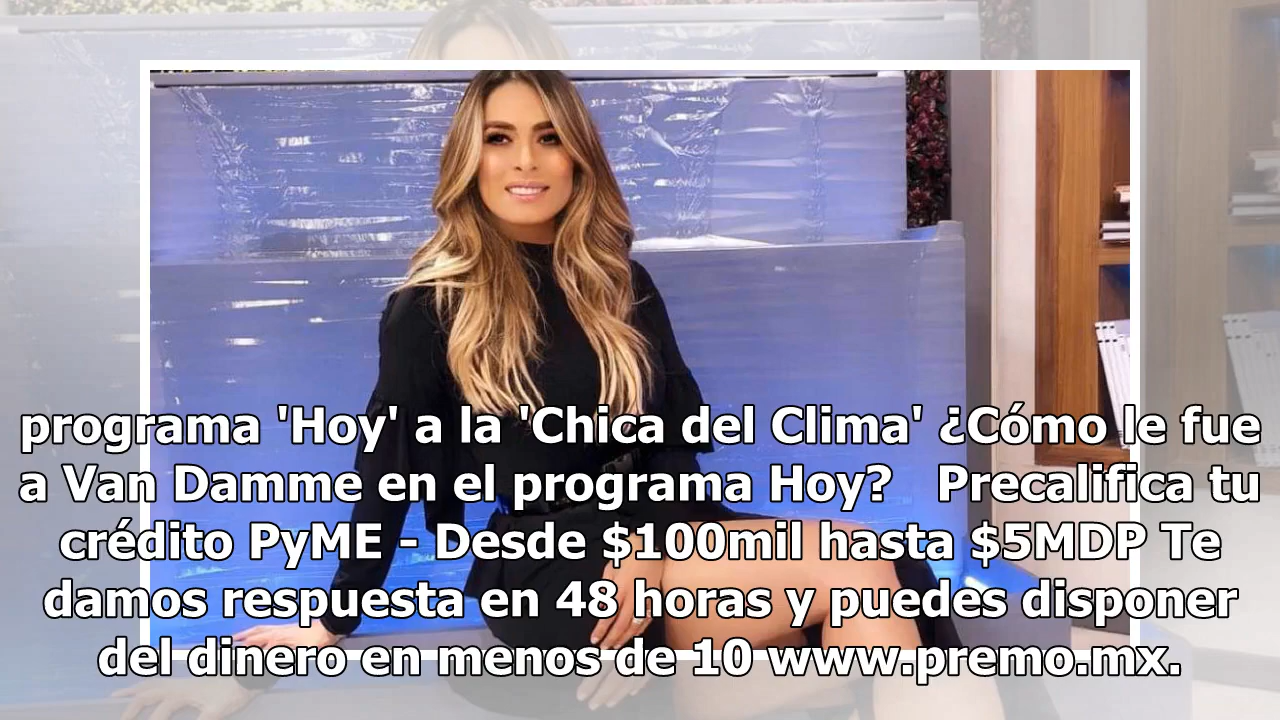 programa 'Hoy' a la 'Chica del Clima' ¿Cómo le fue
a Van Damme en el programa Hoy? Precalifica tu
crédito PyME - Desde $100mil hasta $5MDP Te
damos respuesta en 48 horas y puedes disponer
del dinero en menos de 10 www.premo.mx.